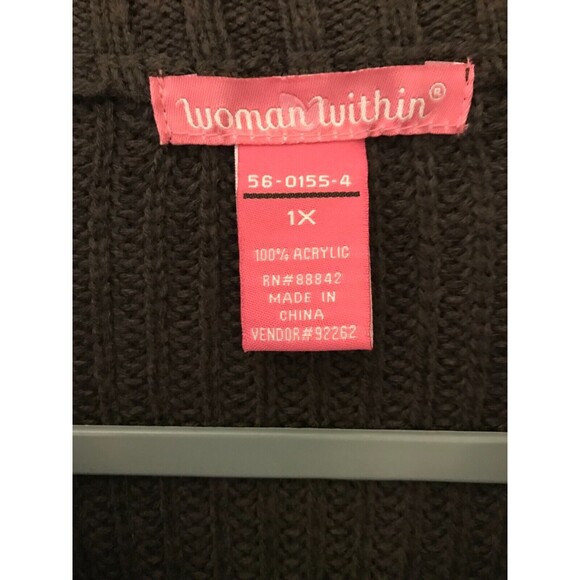 woman within®
56-0155-4
1X
100% ACRYLIC
RN#88842
MADE IN
CHINA
VENDOR#92262